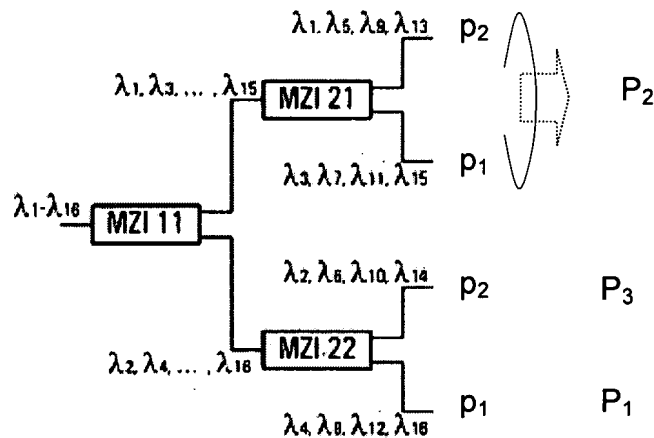 λ1, λ5, λ9, λ13 p2
λ1, λ3, ... , λ15 MZI 21 P2
λ3, λ7, λ11, λ15 p1
λ1-λ16 MZI 11
λ2, λ6, λ10, λ14 p2 P3
λ2, λ4, ... , λ16 MZI 22
λ4, λ8, λ12, λ16 p1 P1